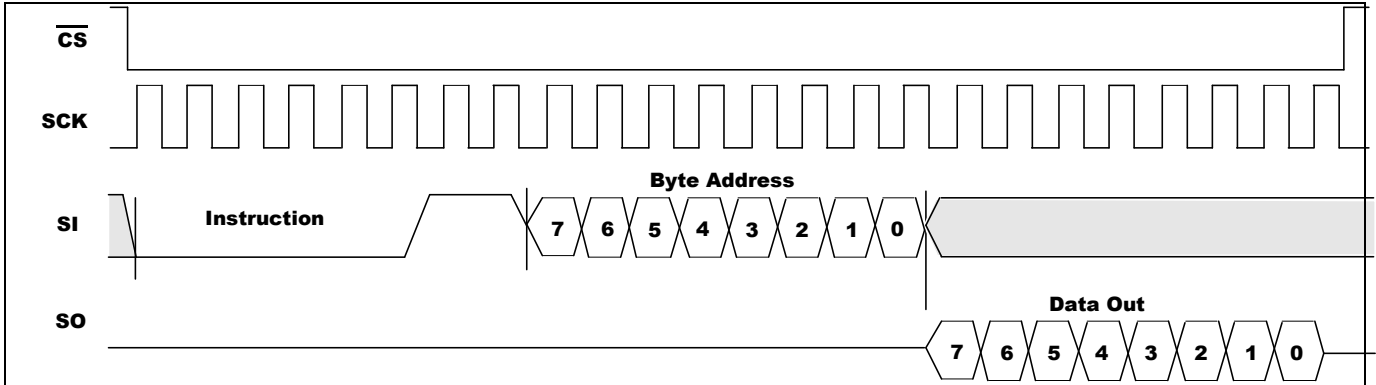 CS
SCK
Byte Address
SI Instruction 7 6 5 4 3 2 1 0
Data Out
SO
7 6 5 4 3 2 1 0